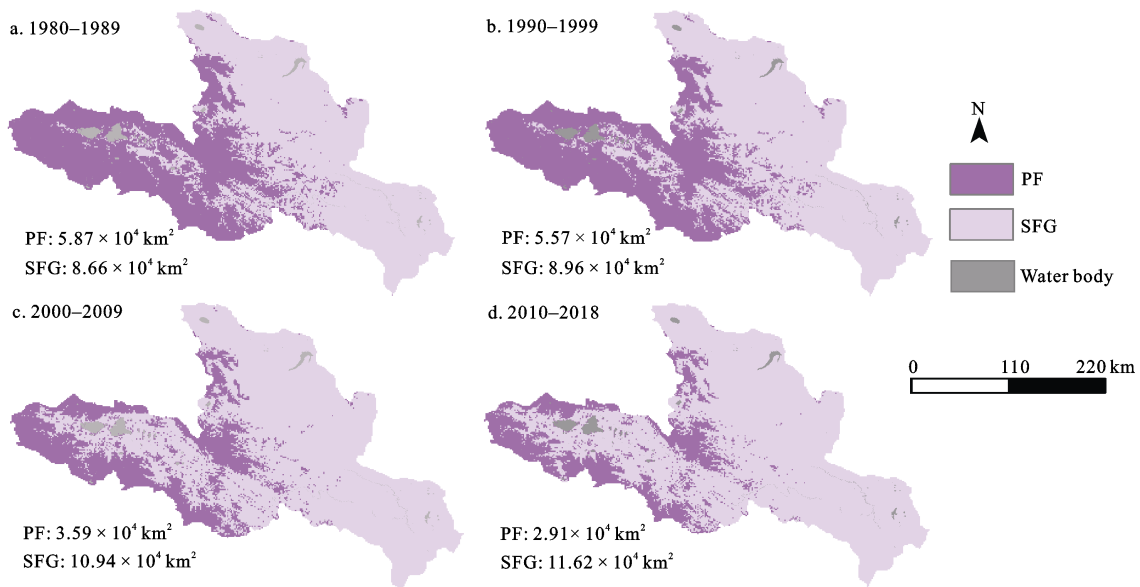 a. 1980–1989
PF: 5.87 × 10⁴ km²
SFG: 8.66 × 10⁴ km²
b. 1990–1999
PF: 5.57 × 10⁴ km²
SFG: 8.96 × 10⁴ km²
N
PF
SFG
Water body
c. 2000–2009
PF: 3.59 × 10⁴ km²
SFG: 10.94 × 10⁴ km²
d. 2010–2018
PF: 2.91× 10⁴ km²
SFG: 11.62 × 10⁴ km²
0 110 220 km